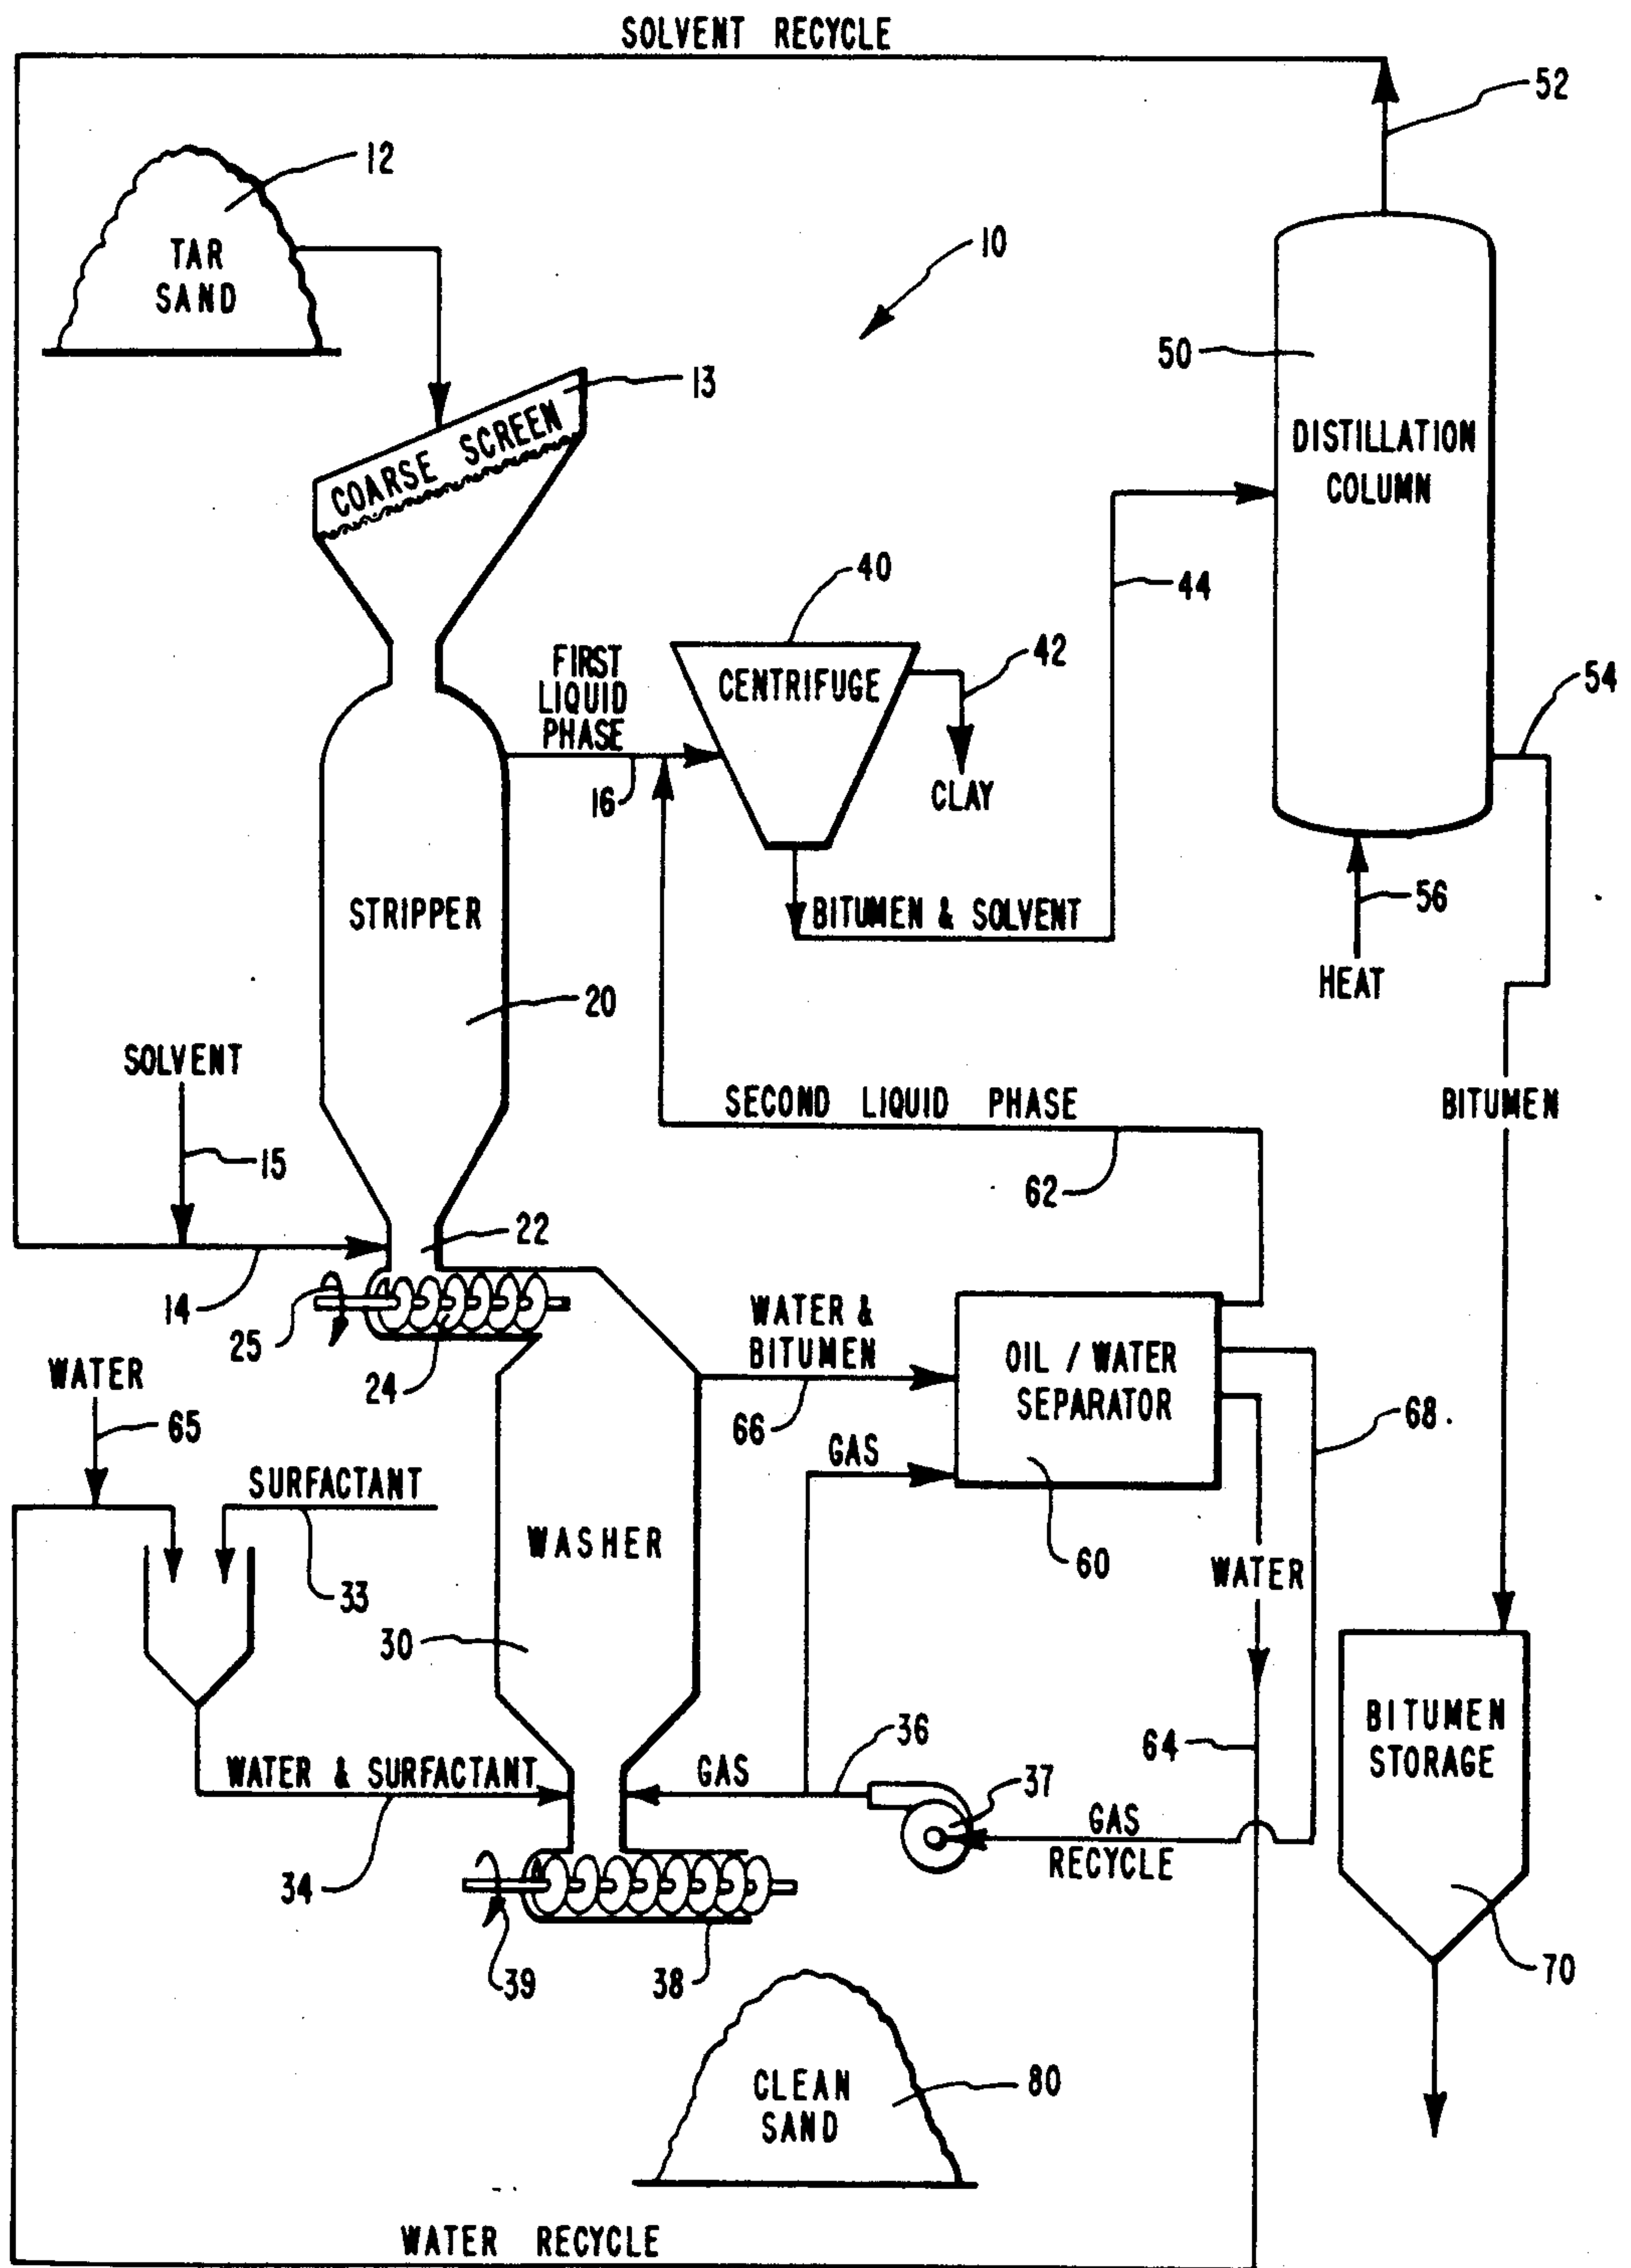 SOLVENT RECYCLE
52
12
TAR
SAND
10
13
COARSE SCREEN
50
DISTILLATION
COLUMN
40
44
FIRST
LIQUID
PHASE
CENTRIFUGE
42
54
16
CLAY
STRIPPER
BITUMEN & SOLVENT
56
HEAT
20
SOLVENT
SECOND LIQUID PHASE
BITUMEN
15
62
22
14
25
24
WATER &
BITUMEN
OIL / WATER
SEPARATOR
WATER
65
66
68.
GAS
SURFACTANT
WASHER
60
WATER
33
30
BITUMEN
STORAGE
36
64
WATER & SURFACTANT
GAS
37
GAS
RECYCLE
34
39
38
70
CLEAN
SAND
80
WATER RECYCLE